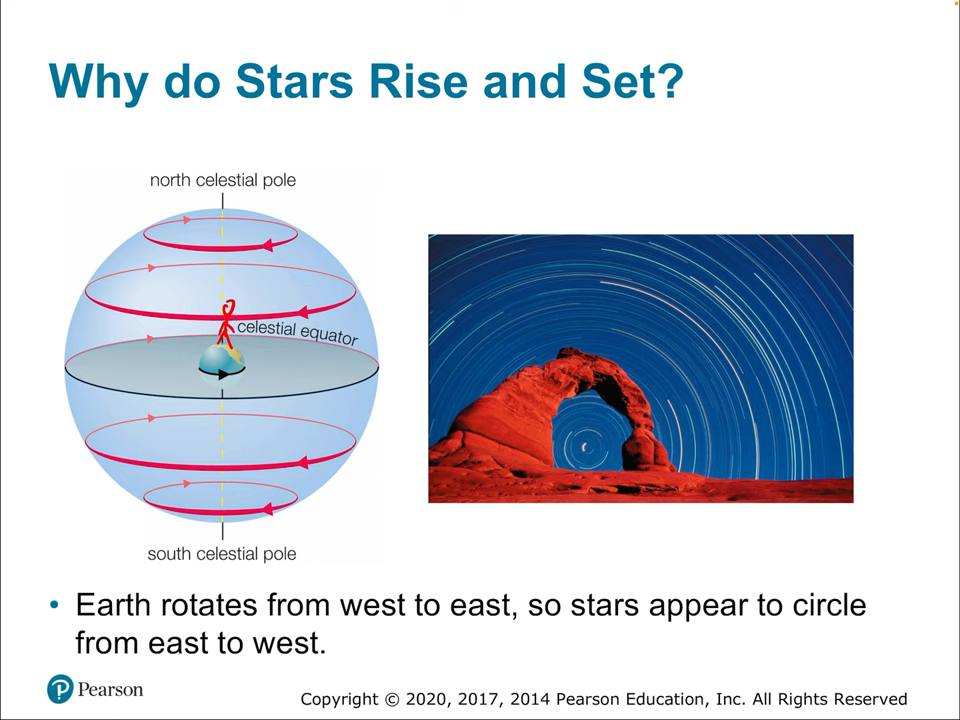 Why do Stars Rise and Set?
north celestial pole
celestial equator
south celestial pole
• Earth rotates from west to east, so stars appear to circle
from east to west.
P Pearson
Copyright © 2020, 2017, 2014 Pearson Education, Inc. All Rights Reserved